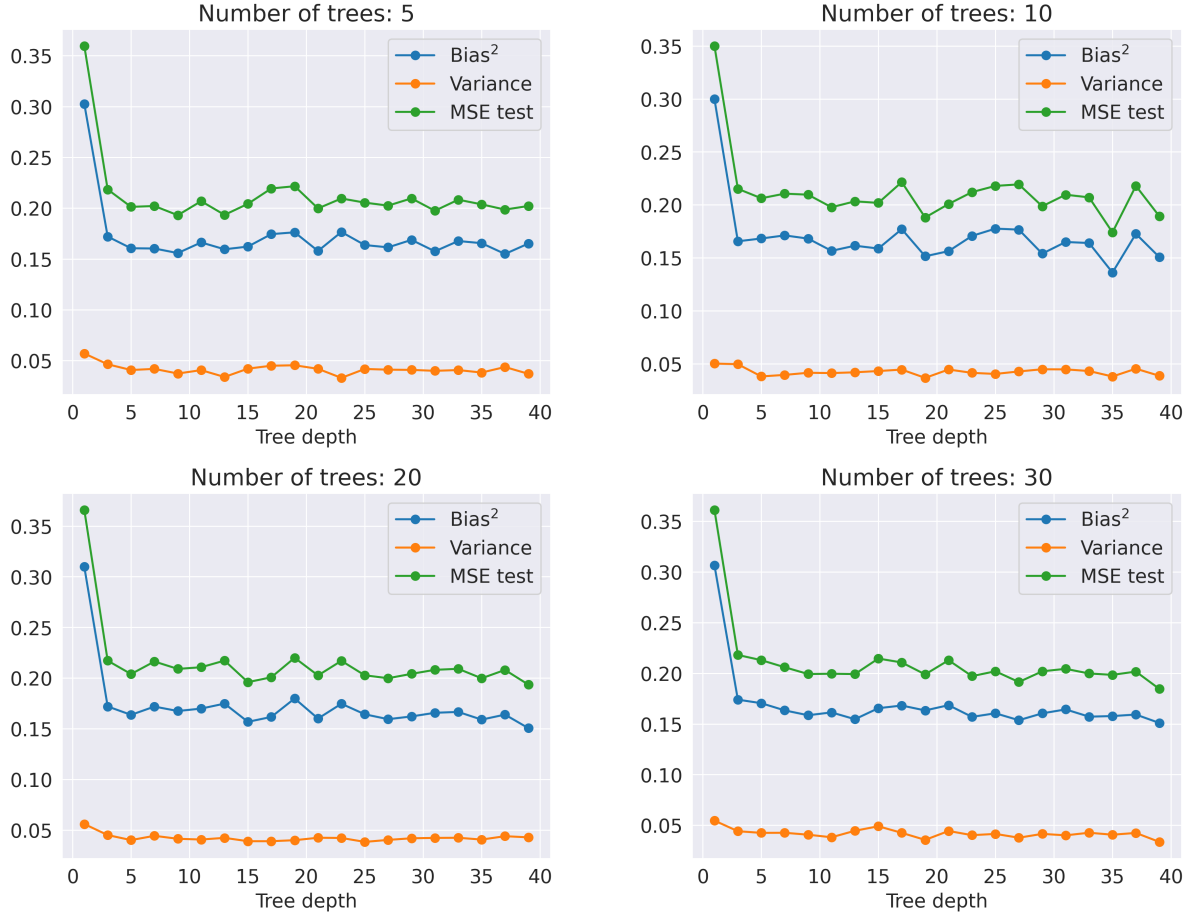 Number of trees: 5
0.35
0.30
0.25
0.20
0.15
0.10
0.05
Bias²
Variance
MSE test
0 5 10 15 20 25 30 35 40
Tree depth
Number of trees: 10
0.35
0.30
0.25
0.20
0.15
0.10
0.05
Bias²
Variance
MSE test
0 5 10 15 20 25 30 35 40
Tree depth
Number of trees: 20
0.35
0.30
0.25
0.20
0.15
0.10
0.05
Bias²
Variance
MSE test
0 5 10 15 20 25 30 35 40
Tree depth
Number of trees: 30
0.35
0.30
0.25
0.20
0.15
0.10
0.05
Bias²
Variance
MSE test
0 5 10 15 20 25 30 35 40
Tree depth